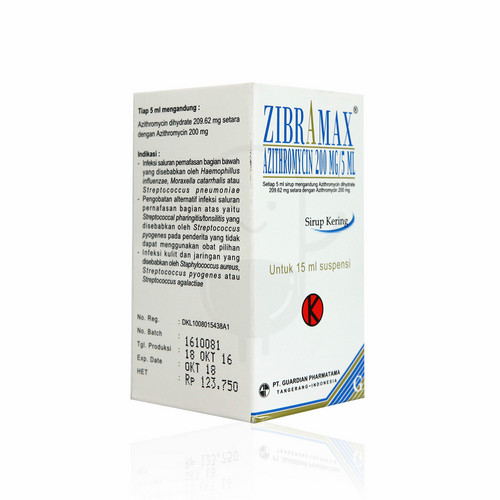 Tiap 5 ml mengandung :
Azithromycin dihydrate 209.62 mg setara
dengan Azithromycin 200 mg
Indikasi :
- Infeksi saluran pernafasan bagian bawah
yang disebabkan oleh Haemophilus
influenzae, Moraxella catarrhalis atau
Streptococcus pneumoniae
- Pengobatan alternatif infeksi saluran
pernafasan bagian atas yaitu
Streptococcal pharingitis/tonsilitis yang
disebabkan oleh Streptococcus
pyogenes pada penderita yang tidak
dapat menggunakan obat pilihan
- Infeksi kulit dan jaringan yang
disebabkan oleh Staphylococcus aureus,
Streptococcus pyogenes atau
Streptococcus agalactiae
No. Reg. : DKL1008015438A1
No. Batch : 1610081
Tgl. Produksi : 18 OKT 16
Exp. Date : OKT 18
HET : Rp 123.750
ZIBRAMAX®
AZITHROMYCIN 200 MG/5 ML
Setiap 5 ml sirup mengandung Azithromycin dihydrate
209.62 mg setara dengan Azithromycin 200 mg
Sirup Kering
Untuk 15 ml suspensi
K
PT. GUARDIAN PHARMATAMA
TANGERANG-INDONESIA